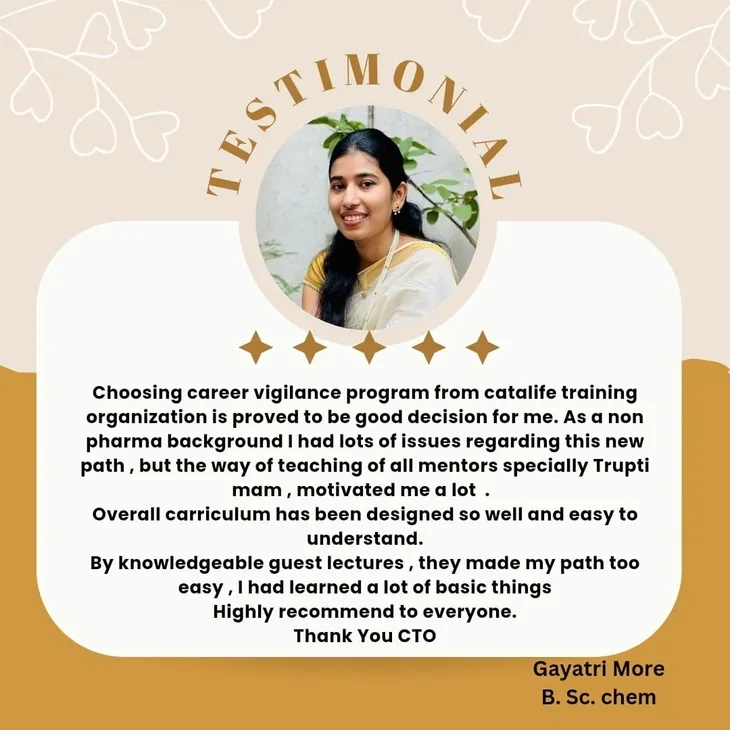 TESTIMONIAL
Choosing career vigilance program from catalife training
organization is proved to be good decision for me. As a non
pharma background I had lots of issues regarding this new
path , but the way of teaching of all mentors specially Trupti
mam , motivated me a lot .
Overall carriculum has been designed so well and easy to
understand.
By knowledgeable guest lectures , they made my path too
easy , I had learned a lot of basic things
Highly recommend to everyone.
Thank You CTO
Gayatri More
B. Sc. chem